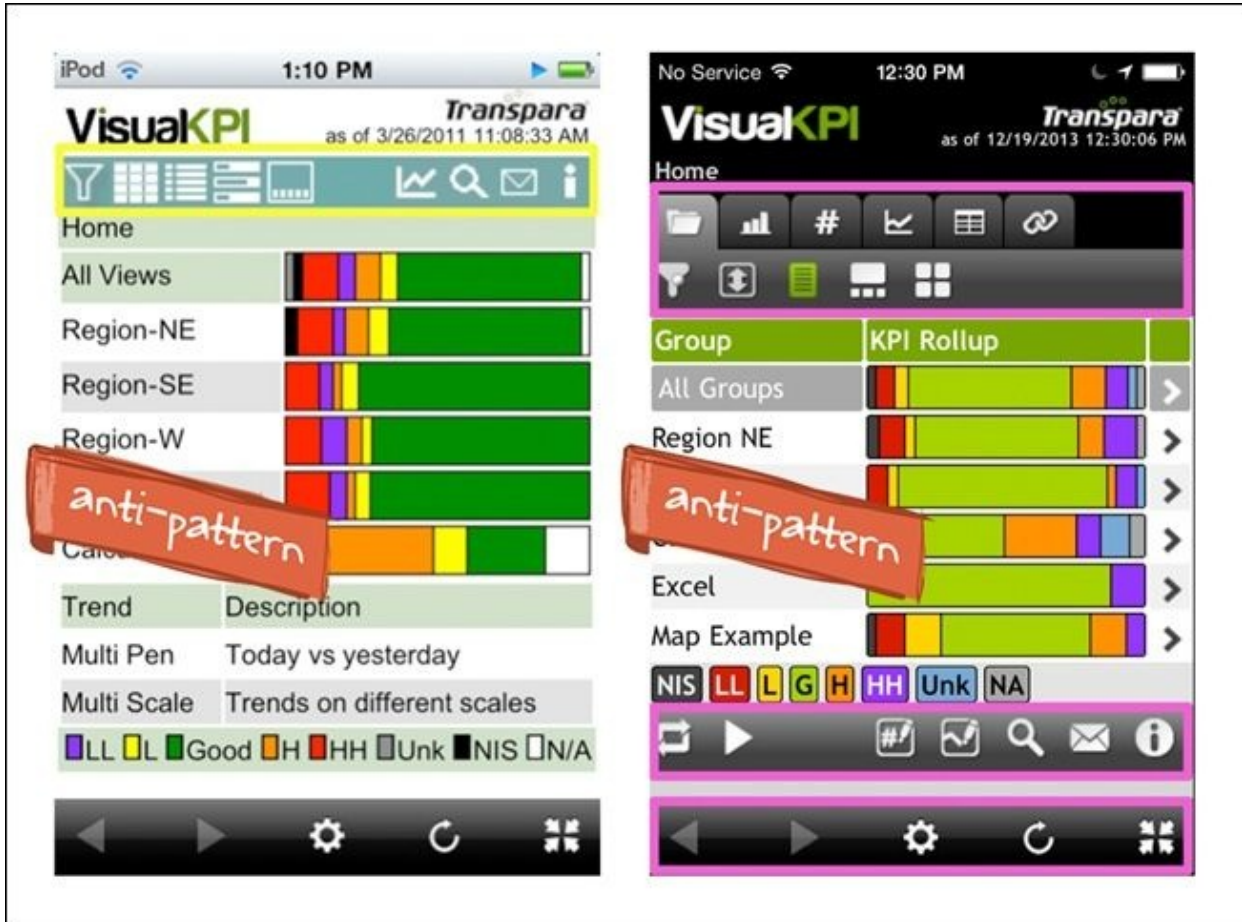 iPod 1:10 PM
VisualKPI Transpara
as of 3/26/2011 11:08:33 AM
Home
All Views
Region-NE
Region-SE
Region-W
anti-pattern
Trend Description
Multi Pen Today vs yesterday
Multi Scale Trends on different scales
LL L Good H HH Unk NIS N/A
No Service 12:30 PM
VisualKPI Transpara
as of 12/19/2013 12:30:06 PM
Home
#
Group KPI Rollup
All Groups
Region NE
anti-pattern
Excel
Map Example
NIS LL L G H HH Unk NA